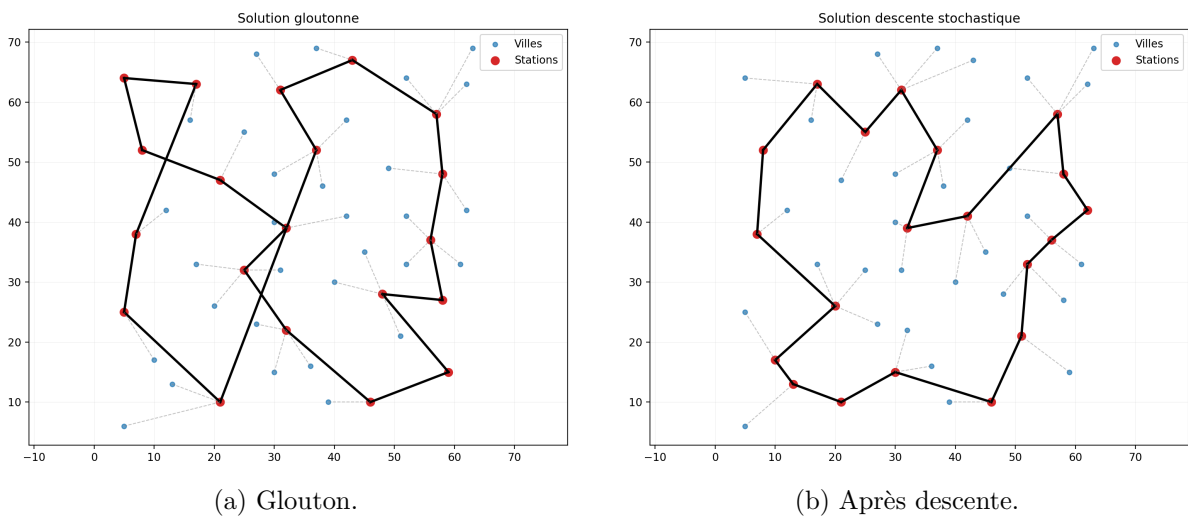 Solution gloutonne
Villes
Stations
70
60
50
40
30
20
10
−10 0 10 20 30 40 50 60 70
(a) Glouton.
Solution descente stochastique
Villes
Stations
70
60
50
40
30
20
10
−10 0 10 20 30 40 50 60 70
(b) Après descente.